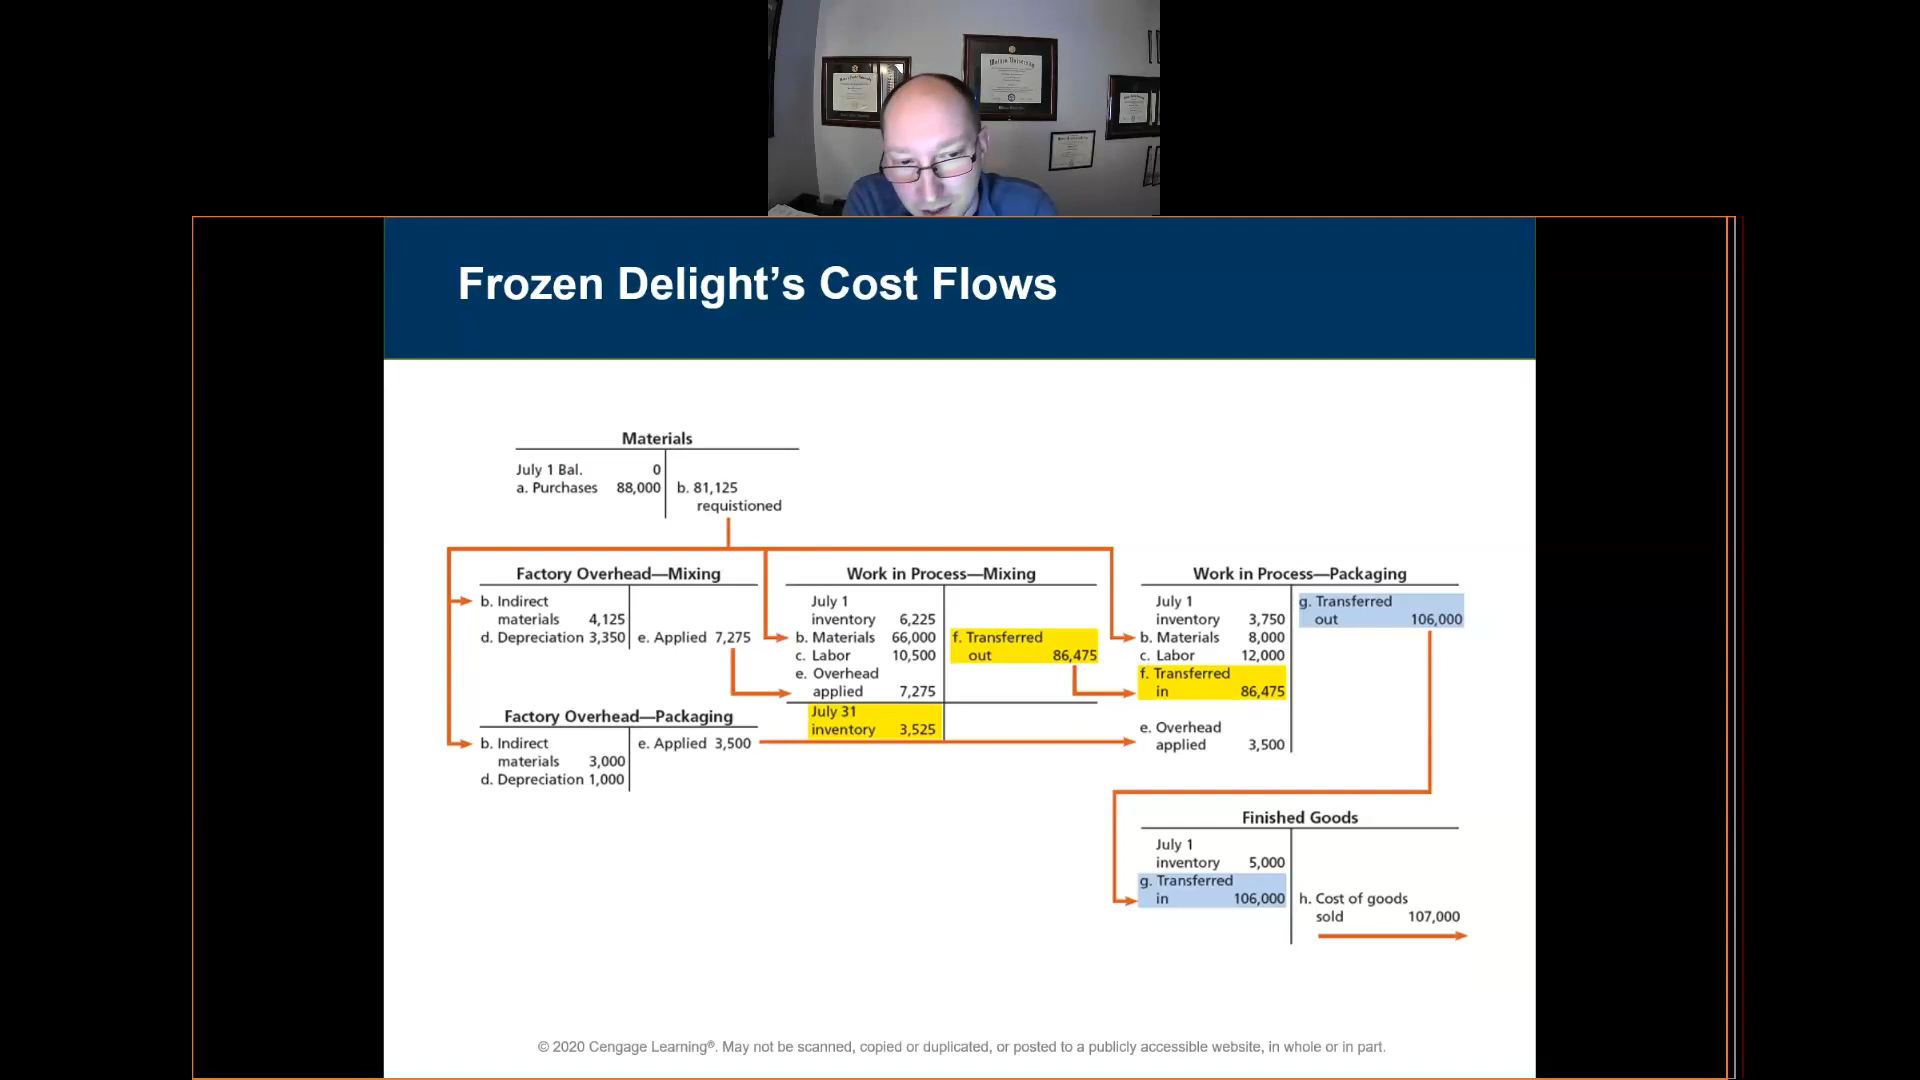 Frozen Delight’s Cost Flows
Materials
July 1 Bal. 0
a. Purchases 88,000
b. 81,125
requistioned
Factory Overhead—Mixing
b. Indirect
materials 4,125
d. Depreciation 3,350
e. Applied 7,275
Factory Overhead—Packaging
b. Indirect
materials 3,000
d. Depreciation 1,000
e. Applied 3,500
Work in Process—Mixing
July 1
inventory 6,225
b. Materials 66,000
c. Labor 10,500
e. Overhead
applied 7,275
July 31
inventory 3,525
f. Transferred
out 86,475
Work in Process—Packaging
July 1
inventory 3,750
b. Materials 8,000
c. Labor 12,000
f. Transferred
in 86,475
e. Overhead
applied 3,500
g. Transferred
out 106,000
Finished Goods
July 1
inventory 5,000
g. Transferred
in 106,000
h. Cost of goods
sold 107,000
© 2020 Cengage Learning®. May not be scanned, copied or duplicated, or posted to a publicly accessible website, in whole or in part.